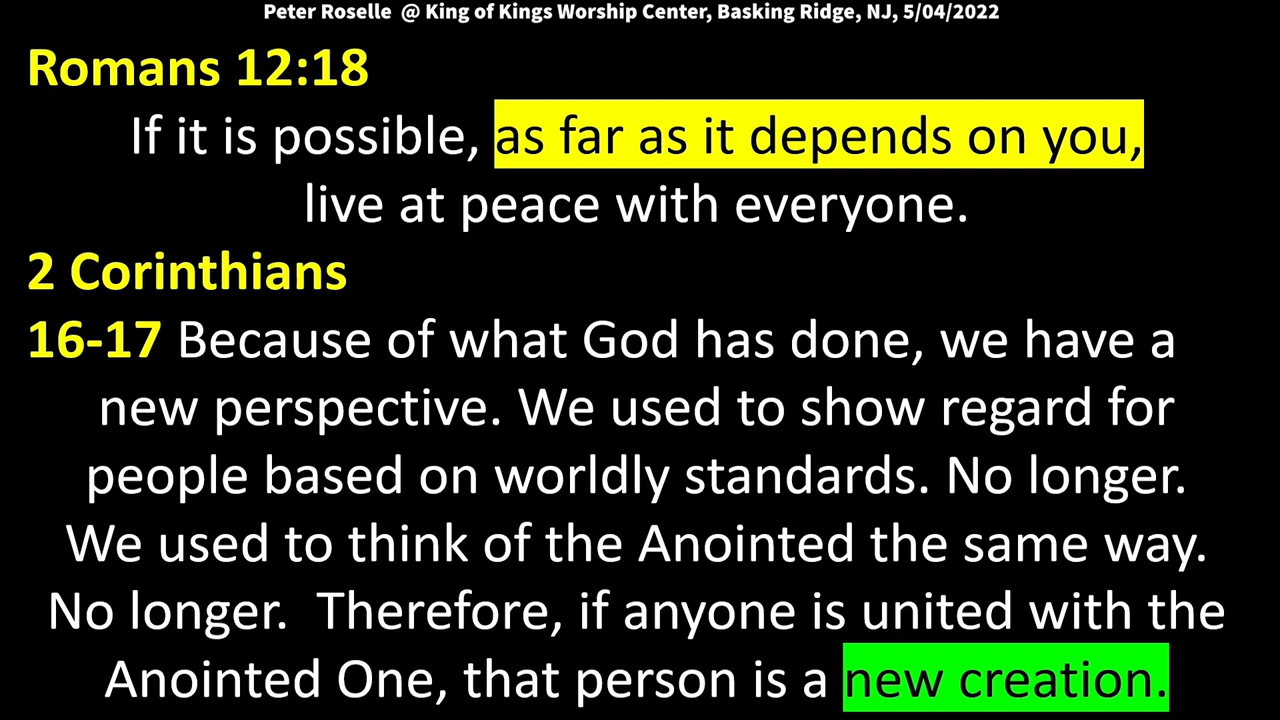 Peter Roselle @ King of Kings Worship Center, Basking Ridge, NJ, 5/04/2022
Romans 12:18
If it is possible, as far as it depends on you,
live at peace with everyone.
2 Corinthians
16-17 Because of what God has done, we have a
new perspective. We used to show regard for
people based on worldly standards. No longer.
We used to think of the Anointed the same way.
No longer.  Therefore, if anyone is united with the
Anointed One, that person is a new creation.